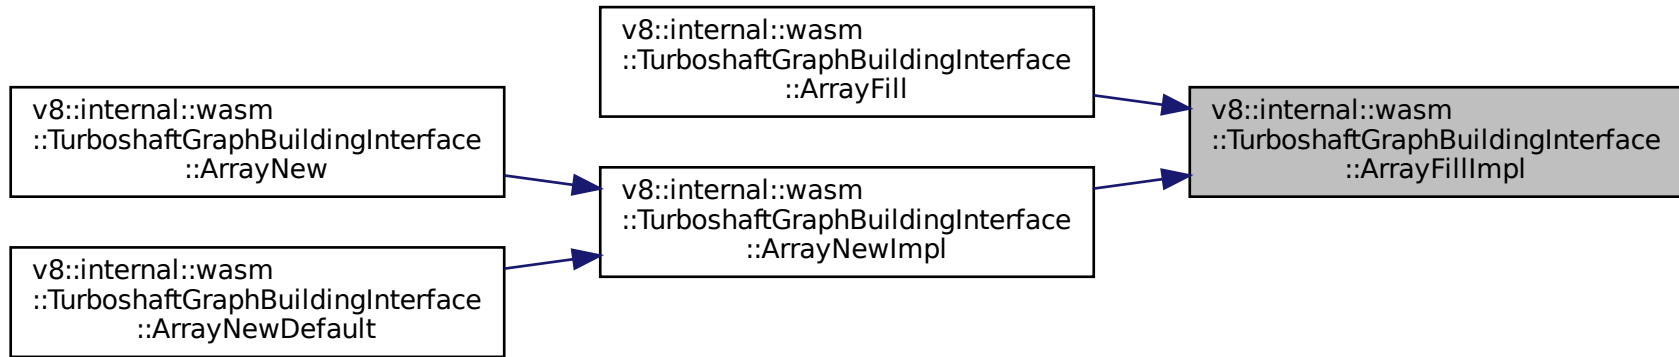 v8::internal::wasm
::TurboshaftGraphBuildingInterface
::ArrayFill
v8::internal::wasm
::TurboshaftGraphBuildingInterface
::ArrayNew
v8::internal::wasm
::TurboshaftGraphBuildingInterface
::ArrayFillImpl
v8::internal::wasm
::TurboshaftGraphBuildingInterface
::ArrayNewImpl
v8::internal::wasm
::TurboshaftGraphBuildingInterface
::ArrayNewDefault